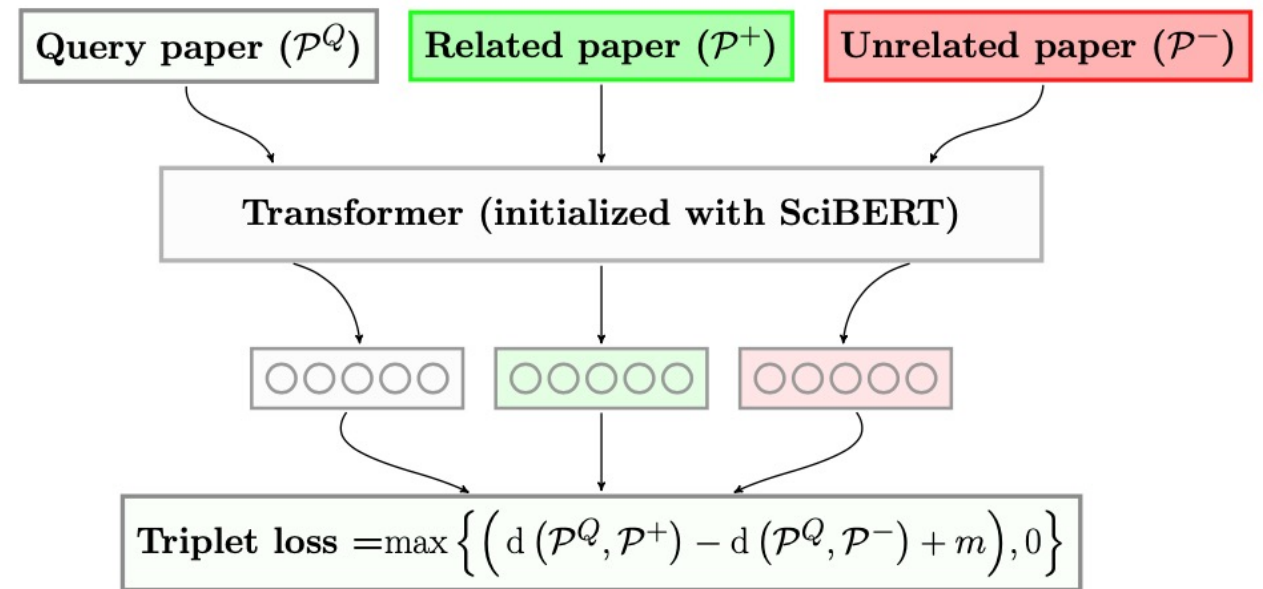 Query paper (𝒫^Q)
Related paper (𝒫^+)
Unrelated paper (𝒫^−)
Transformer (initialized with SciBERT)
Triplet loss =max{(d(𝒫^Q, 𝒫^+) − d(𝒫^Q, 𝒫^−) + m), 0}